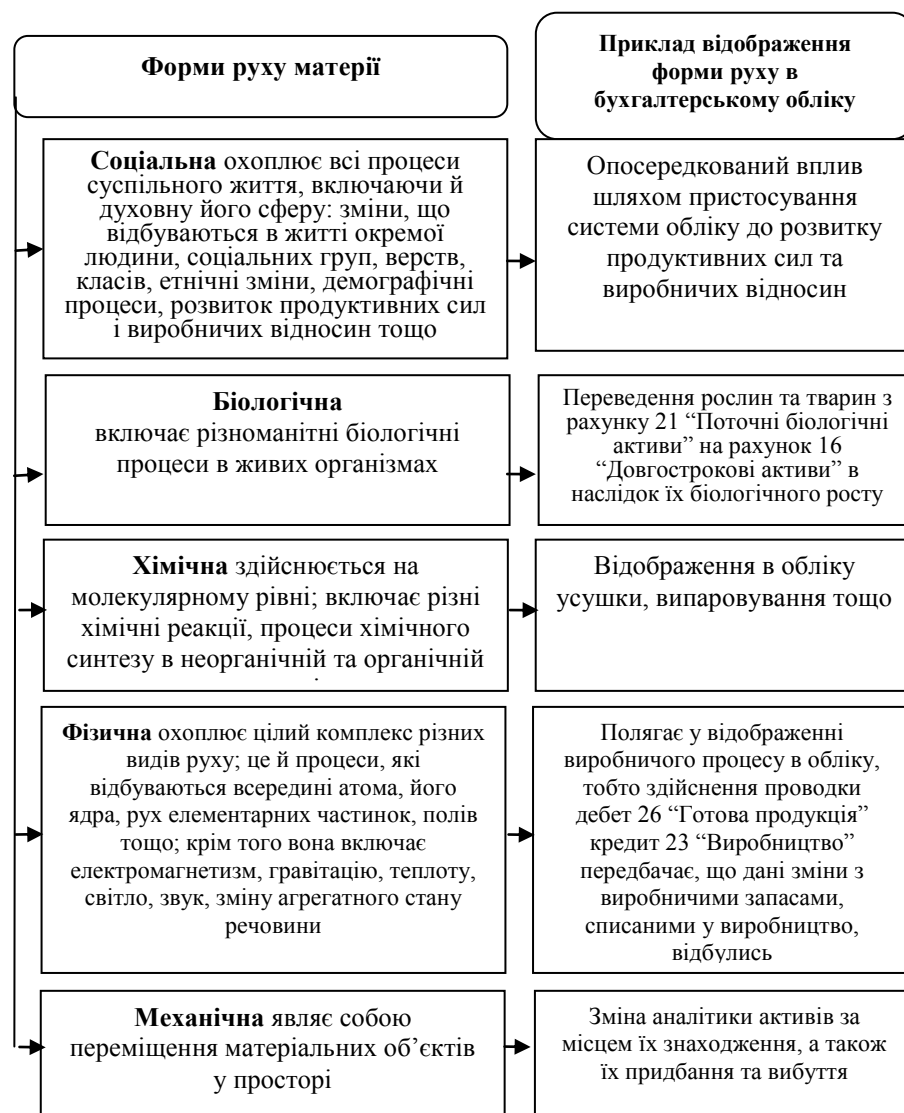 Форми руху матерії
Приклад відображення
форми руху в
бухгалтерському обліку
Соціальна охоплює всі процеси
суспільного життя, включаючи й
духовну його сферу: зміни, що
відбуваються в житті окремої
людини, соціальних груп, верств,
класів, етнічні зміни, демографічні
процеси, розвиток продуктивних сил
і виробничих відносин тощо
Опосередкований вплив
шляхом пристосування
системи обліку до розвитку
продуктивних сил та
виробничих відносин
Біологічна
включає різноманітні біологічні
процеси в живих організмах
Переведення рослин та тварин з
рахунку 21 “Поточні біологічні
активи” на рахунок 16
“Довгострокові активи” в
наслідок їх біологічного росту
Хімічна здійснюється на
молекулярному рівні; включає різні
хімічні реакції, процеси хімічного
синтезу в неорганічній та органічній
Відображення в обліку
усушки, випаровування тощо
Фізична охоплює цілий комплекс різних
видів руху; це й процеси, які
відбуваються всередині атома, його
ядра, рух елементарних частинок, полів
тощо; крім того вона включає
електромагнетизм, гравітацію, теплоту,
світло, звук, зміну агрегатного стану
речовини
Полягає у відображенні
виробничого процесу в обліку,
тобто здійснення проводки
дебет 26 “Готова продукція”
кредит 23 “Виробництво”
передбачає, що дані зміни з
виробничими запасами,
списаними у виробництво,
відбулись
Механічна являє собою
переміщення матеріальних об’єктів
у просторі
Зміна аналітики активів за
місцем їх знаходження, а також
їх придбання та вибуття